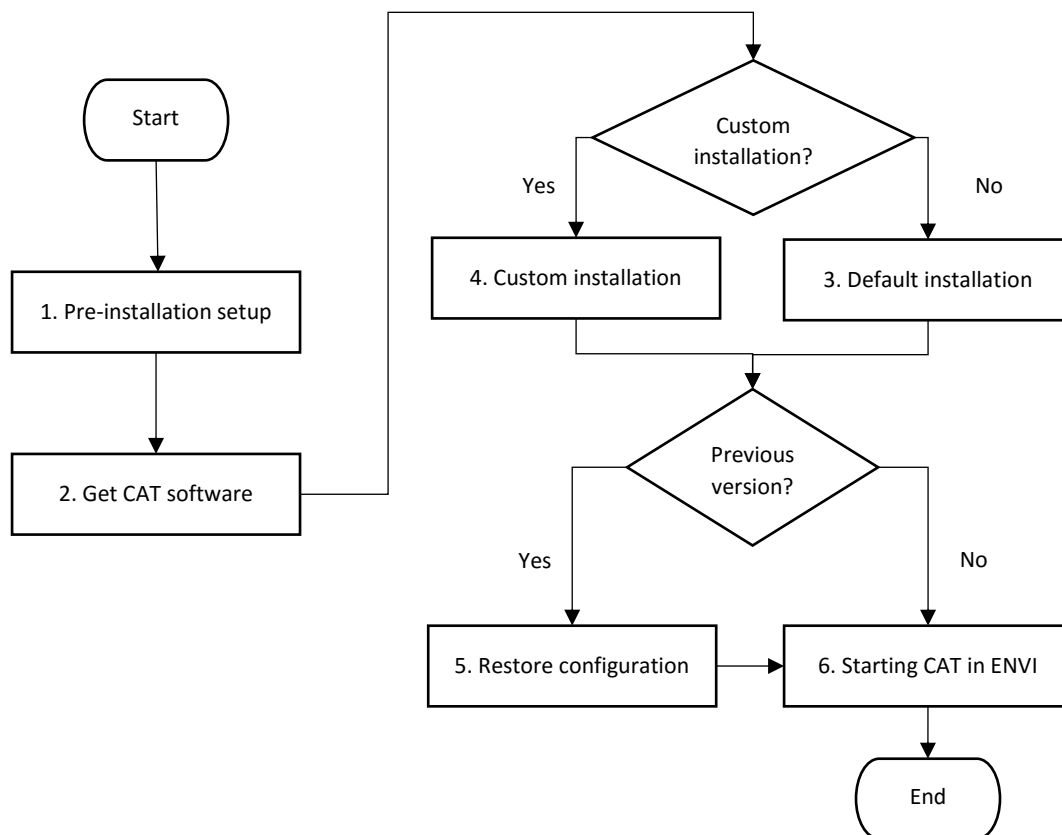 Start
1. Pre-installation setup
2. Get CAT software
Custom
installation?
Yes
No
4. Custom installation
3. Default installation
Previous
version?
Yes
No
5. Restore configuration
6. Starting CAT in ENVI
End